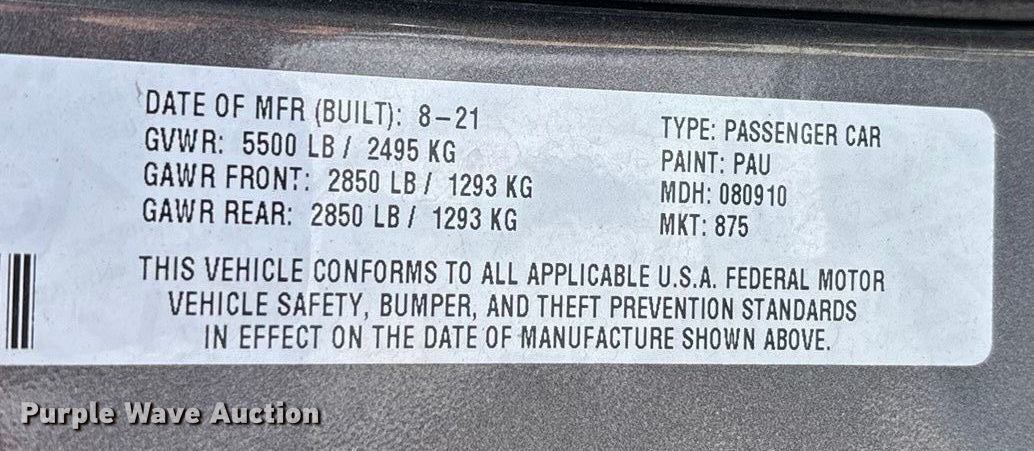 DATE OF MFR (BUILT): 8-21
GVWR: 5500 LB / 2495 KG
GAWR FRONT: 2850 LB / 1293 KG
GAWR REAR: 2850 LB / 1293 KG
TYPE: PASSENGER CAR
PAINT: PAU
MDH: 080910
MKT: 875
THIS VEHICLE CONFORMS TO ALL APPLICABLE U.S.A. FEDERAL MOTOR
VEHICLE SAFETY, BUMPER, AND THEFT PREVENTION STANDARDS
IN EFFECT ON THE DATE OF MANUFACTURE SHOWN ABOVE.
Purple Wave Auction